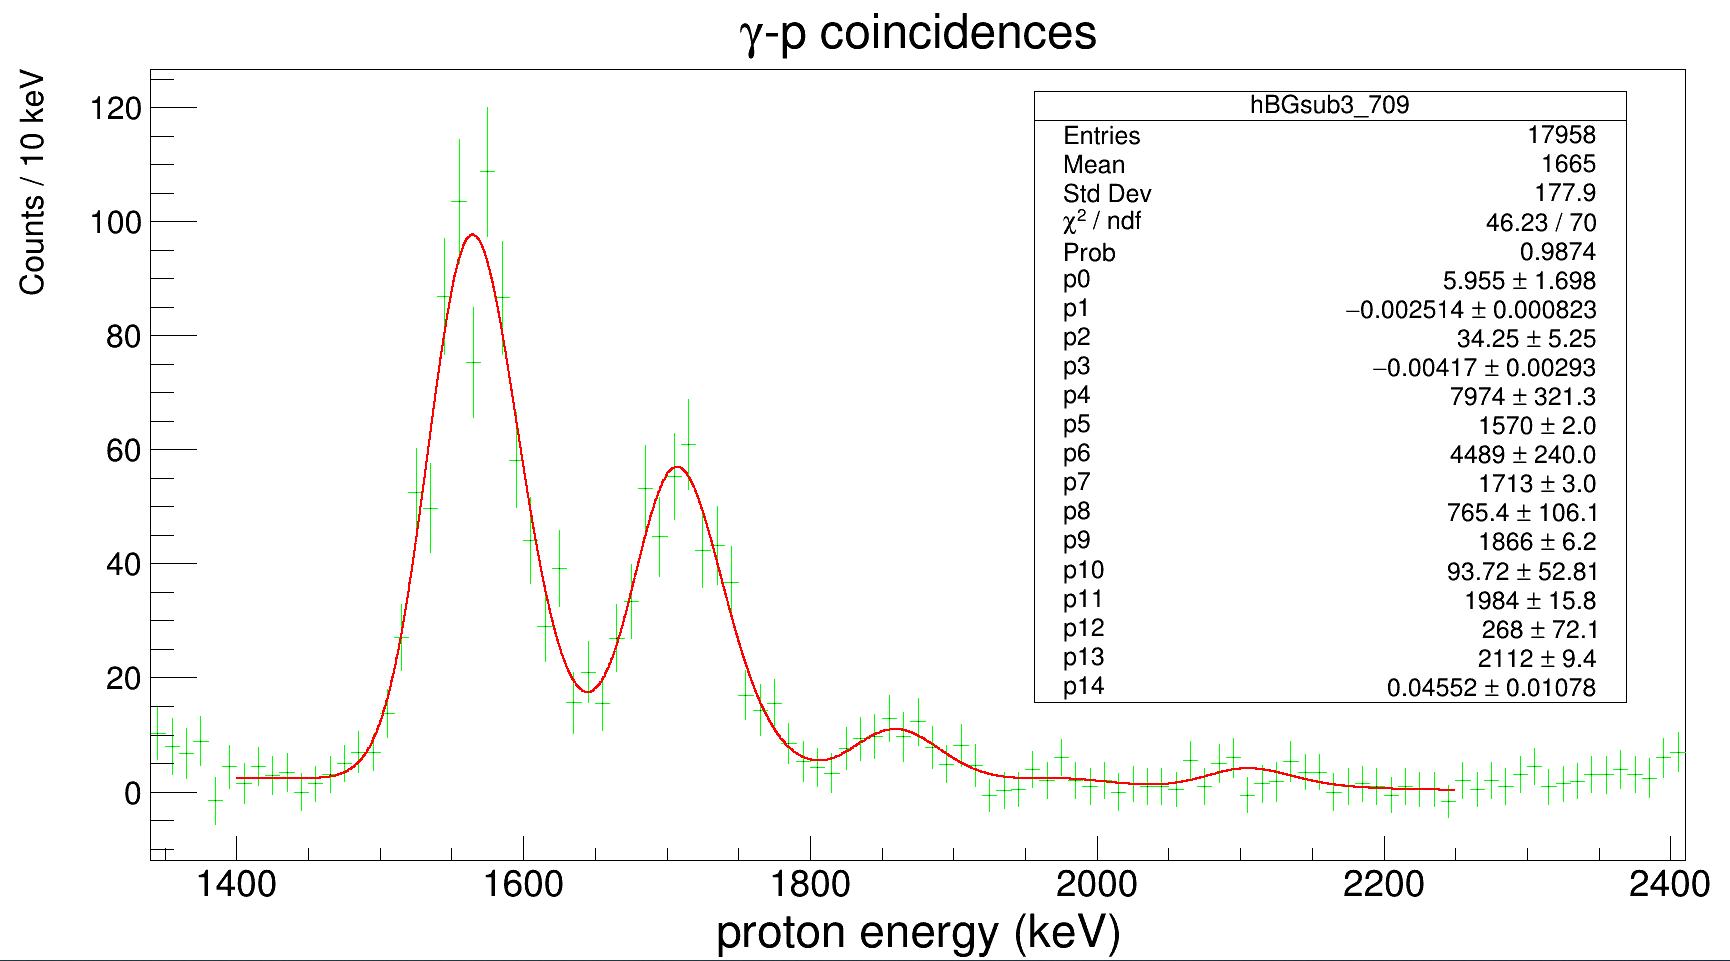 γ-p coincidences
Counts / 10 keV
120
100
80
60
40
20
0
hBGsub3_709
Entries 17958
Mean 1665
Std Dev 177.9
χ² / ndf 46.23 / 70
Prob 0.9874
p0 5.955 ± 1.698
p1 −0.002514 ± 0.000823
p2 34.25 ± 5.25
p3 −0.00417 ± 0.00293
p4 7974 ± 321.3
p5 1570 ± 2.0
p6 4489 ± 240.0
p7 1713 ± 3.0
p8 765.4 ± 106.1
p9 1866 ± 6.2
p10 93.72 ± 52.81
p11 1984 ± 15.8
p12 268 ± 72.1
p13 2112 ± 9.4
p14 0.04552 ± 0.01078
1400 1600 1800 2000 2200 2400
proton energy (keV)